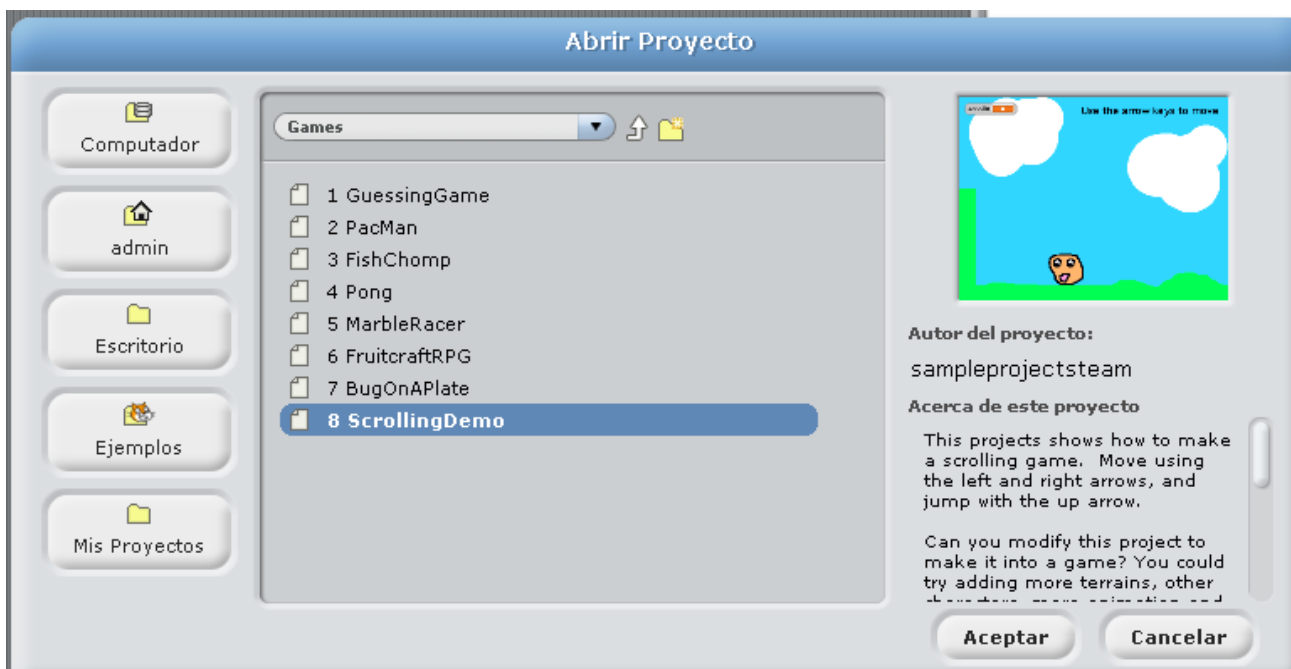 Abrir Proyecto
Computador
admin
Escritorio
Ejemplos
Mis Proyectos
Games
1 GuessingGame
2 PacMan
3 FishChomp
4 Pong
5 MarbleRacer
6 FruitcraftRPG
7 BugOnAPlate
8 ScrollingDemo
Use the arrow keys to move
Autor del proyecto:
sampleprojectsteam
Acerca de este proyecto
This projects shows how to make
a scrolling game. Move using
the left and right arrows, and
jump with the up arrow.
Can you modify this project to
make it into a game? You could
try adding more terrains, other
Aceptar
Cancelar